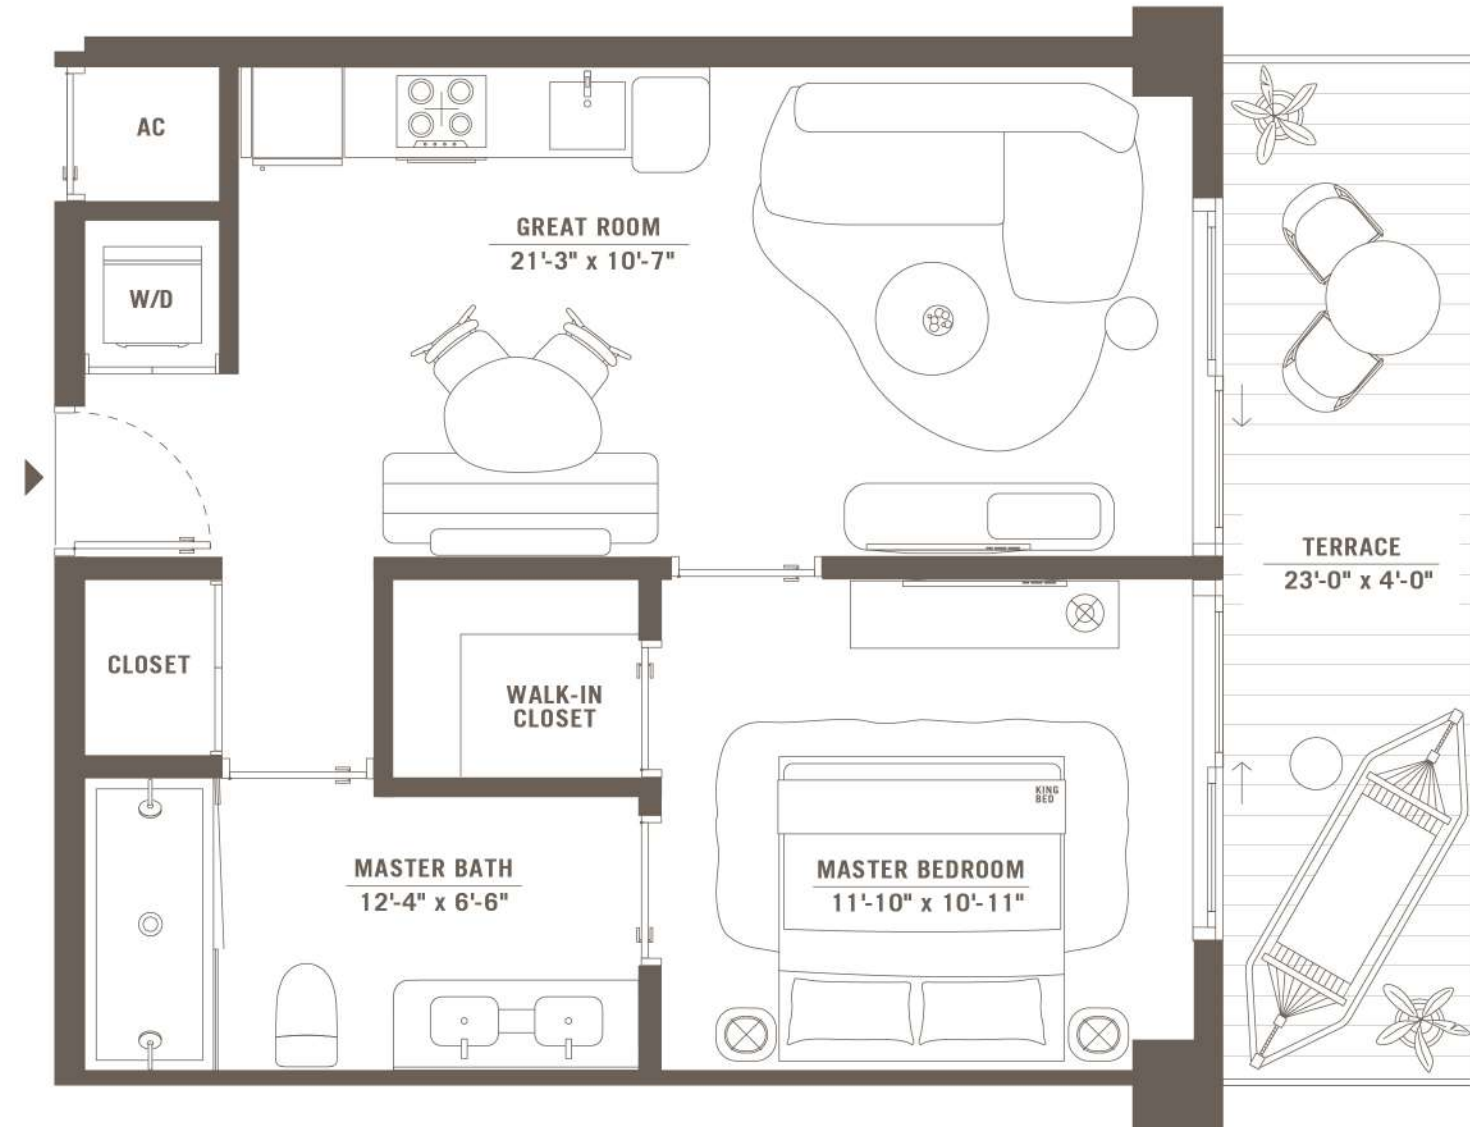 AC
W/D
GREAT ROOM
21'-3" x 10'-7"
TERRACE
23'-0" x 4'-0"
CLOSET
WALK-IN
CLOSET
KING
BED
MASTER BATH
12'-4" x 6'-6"
MASTER BEDROOM
11'-10" x 10'-11"